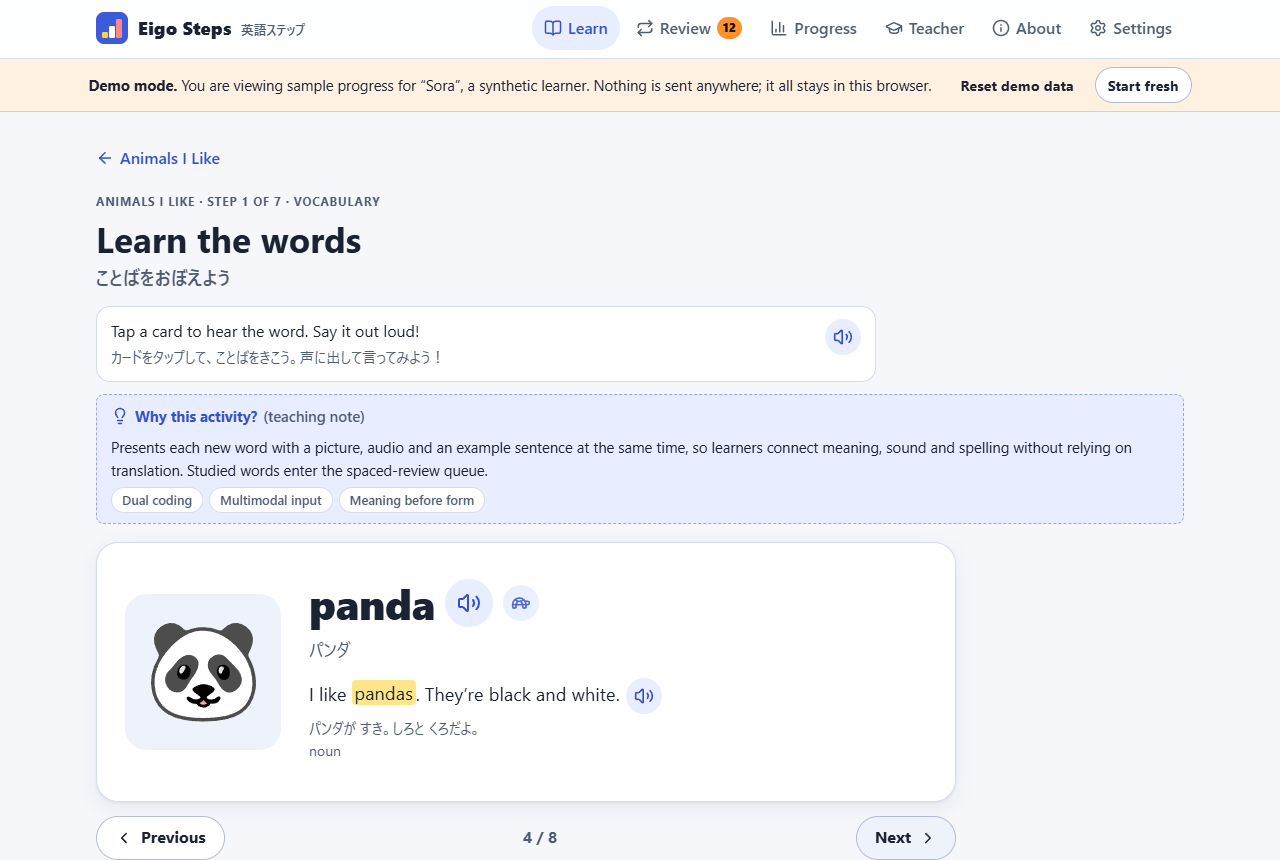 Eigo Steps 英語ステップ
Learn
Review 12
Progress
Teacher
About
Settings
Demo mode. You are viewing sample progress for “Sora”, a synthetic learner. Nothing is sent anywhere; it all stays in this browser.
Reset demo data
Start fresh
Animals I Like
ANIMALS I LIKE · STEP 1 OF 7 · VOCABULARY
Learn the words
ことばをおぼえよう
Tap a card to hear the word. Say it out loud!
カードをタップして、ことばをきこう。声に出して言ってみよう！
Why this activity? (teaching note)
Presents each new word with a picture, audio and an example sentence at the same time, so learners connect meaning, sound and spelling without relying on
translation. Studied words enter the spaced-review queue.
Dual coding
Multimodal input
Meaning before form
panda
パンダ
I like pandas. They’re black and white.
パンダが すき。しろと くろだよ。
noun
Previous
4 / 8
Next